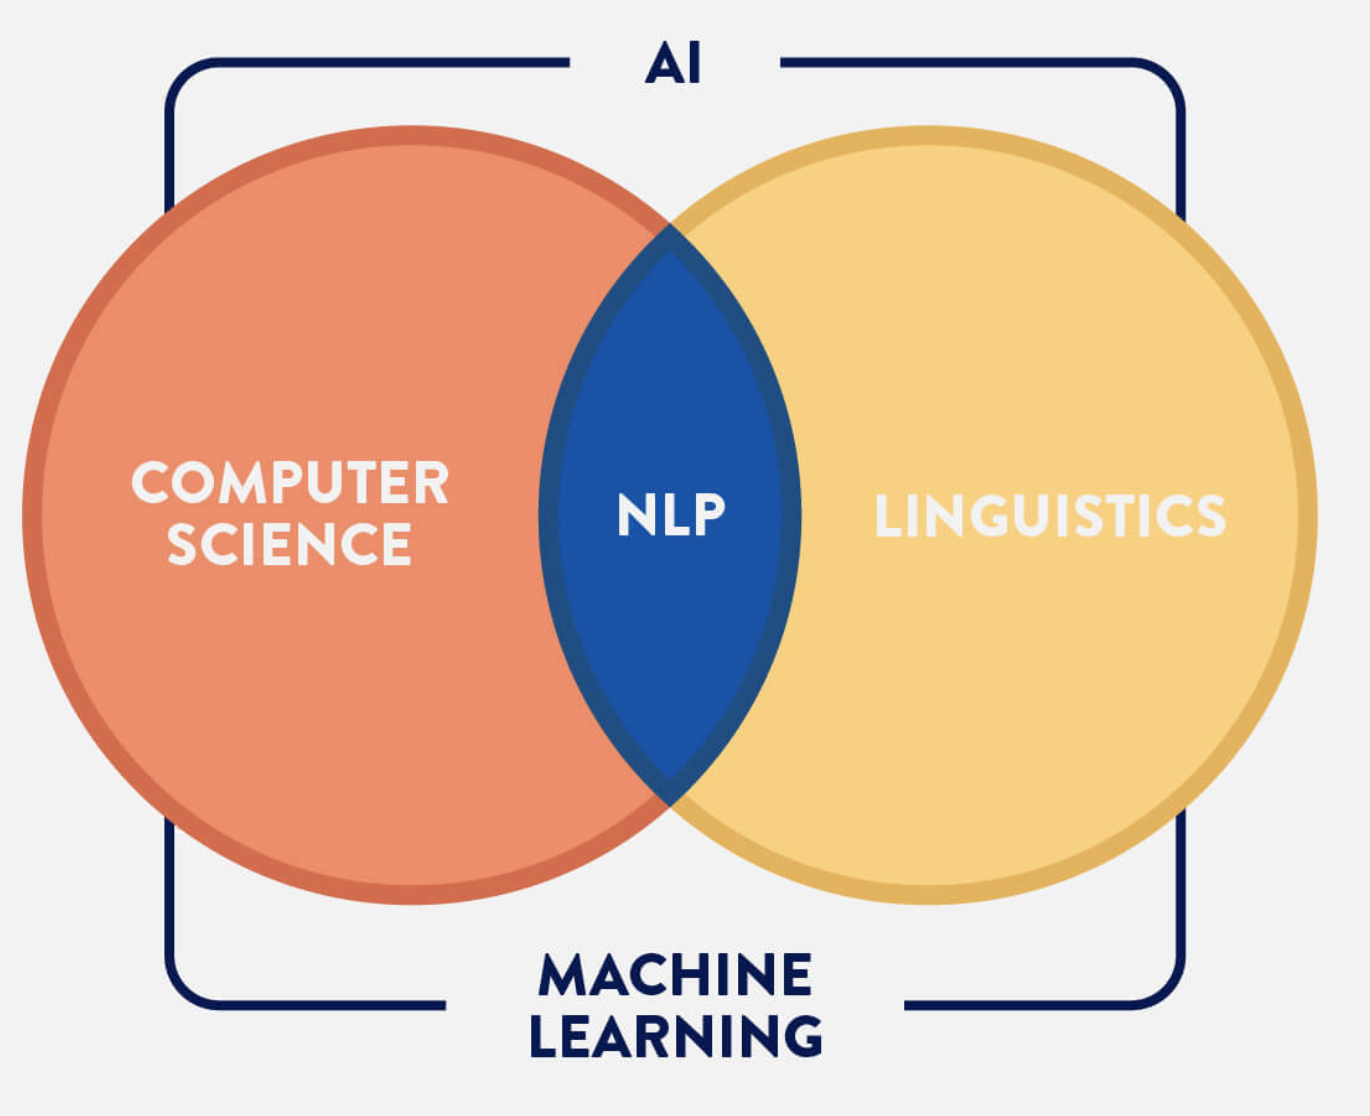 AI
COMPUTER
SCIENCE
NLP
LINGUISTICS
MACHINE
LEARNING